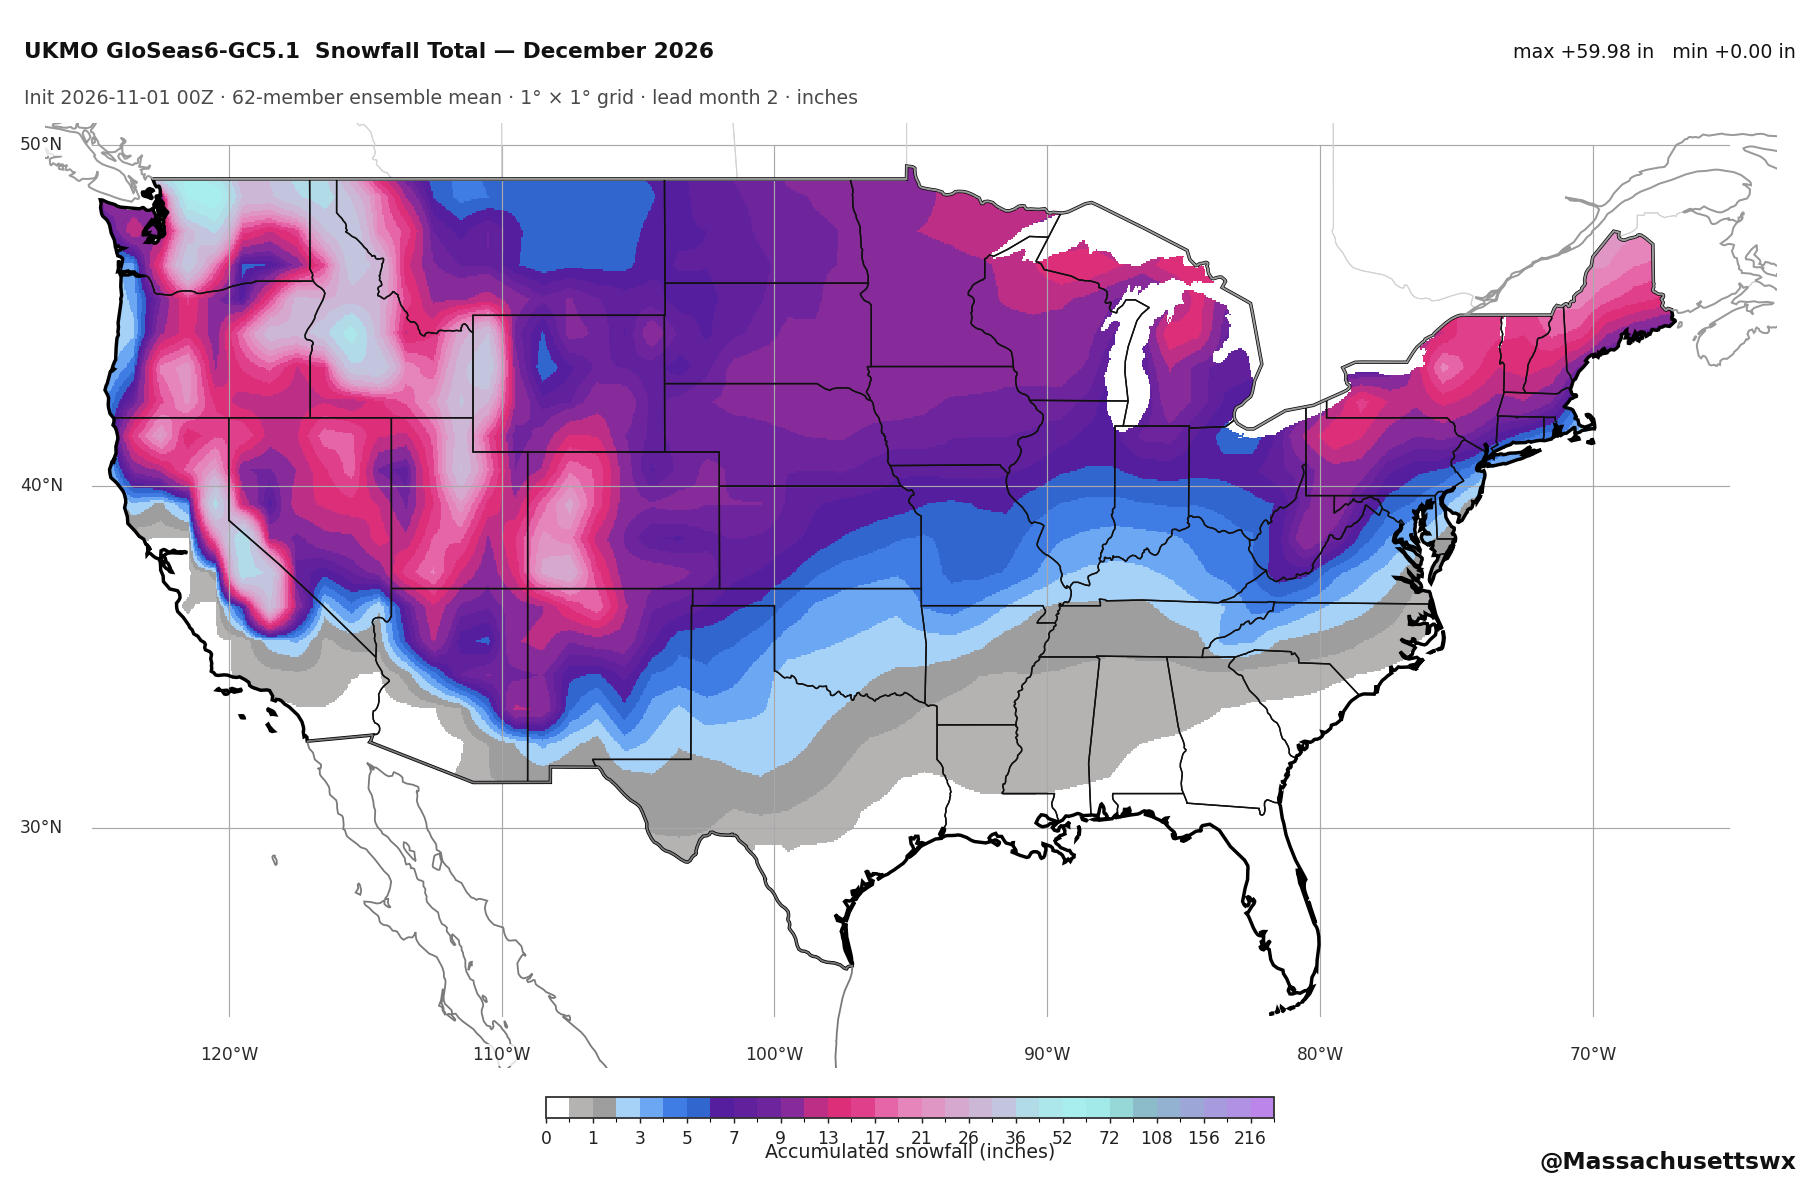 UKMO GloSeas6-GC5.1  Snowfall Total — December 2026
max +59.98 in   min +0.00 in
Init 2026-11-01 00Z · 62-member ensemble mean · 1° × 1° grid · lead month 2 · inches
50°N
40°N
30°N
120°W 110°W 100°W 90°W 80°W 70°W
0 1 3 5 7 9 13 17 21 26 36 52 72 108 156 216
Accumulated snowfall (inches)
@Massachusettswx